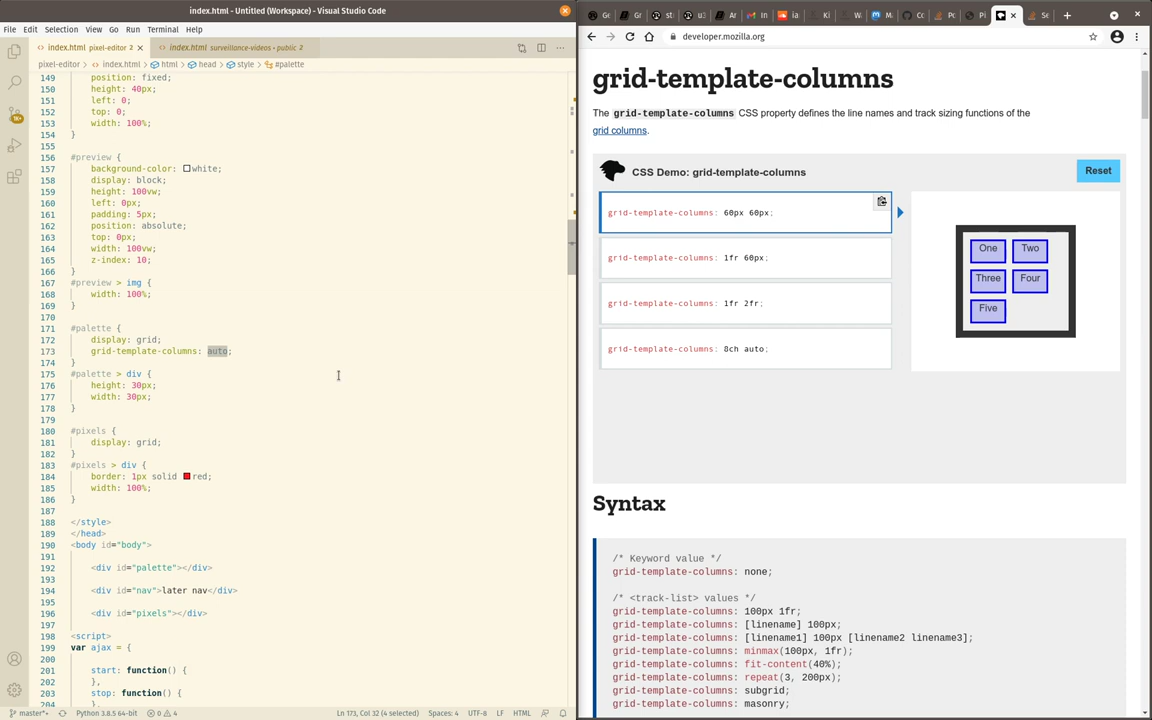 index.html - Untitled (Workspace) - Visual Studio Code
File Edit Selection View Go Run Terminal Help
index.html pixel-editor 2
index.html surveillance-videos • public 2
pixel-editor > index.html > html > head > style > #palette
149 position: fixed;
150 height: 40px;
151 left: 0;
152 top: 0;
153 width: 100%;
154 }
155
156 #preview {
157 background-color: white;
158 display: block;
159 height: 100vw;
160 left: 0px;
161 padding: 5px;
162 position: absolute;
163 top: 0px;
164 width: 100vw;
165 z-index: 10;
166 }
167 #preview > img {
168 width: 100%;
169 }
170
171 #palette {
172 display: grid;
173 grid-template-columns: auto;
174 }
175 #palette > div {
176 height: 30px;
177 width: 30px;
178 }
179
180 #pixels {
181 display: grid;
182 }
183 #pixels > div {
184 border: 1px solid red;
185 width: 100%;
186 }
187
188 </style>
189 </head>
190 <body id="body">
191
192 <div id="palette"></div>
193
194 <div id="nav">later nav</div>
195
196 <div id="pixels"></div>
197
198 <script>
199 var ajax = {
200
201 start: function() {
202 },
203 stop: function() {
204 },
master*+ Python 3.8.5 64-bit 0 4 Ln 173, Col 32 (4 selected) Spaces: 4 UTF-8 LF HTML
developer.mozilla.org
grid-template-columns
The grid-template-columns CSS property defines the line names and track sizing functions of the
grid columns.
CSS Demo: grid-template-columns
Reset
grid-template-columns: 60px 60px;
grid-template-columns: 1fr 60px;
grid-template-columns: 1fr 2fr;
grid-template-columns: 8ch auto;
One Two
Three Four
Five
Syntax
/* Keyword value */
grid-template-columns: none;
/* <track-list> values */
grid-template-columns: 100px 1fr;
grid-template-columns: [linename] 100px;
grid-template-columns: [linename1] 100px [linename2 linename3];
grid-template-columns: minmax(100px, 1fr);
grid-template-columns: fit-content(40%);
grid-template-columns: repeat(3, 200px);
grid-template-columns: subgrid;
grid-template-columns: masonry;